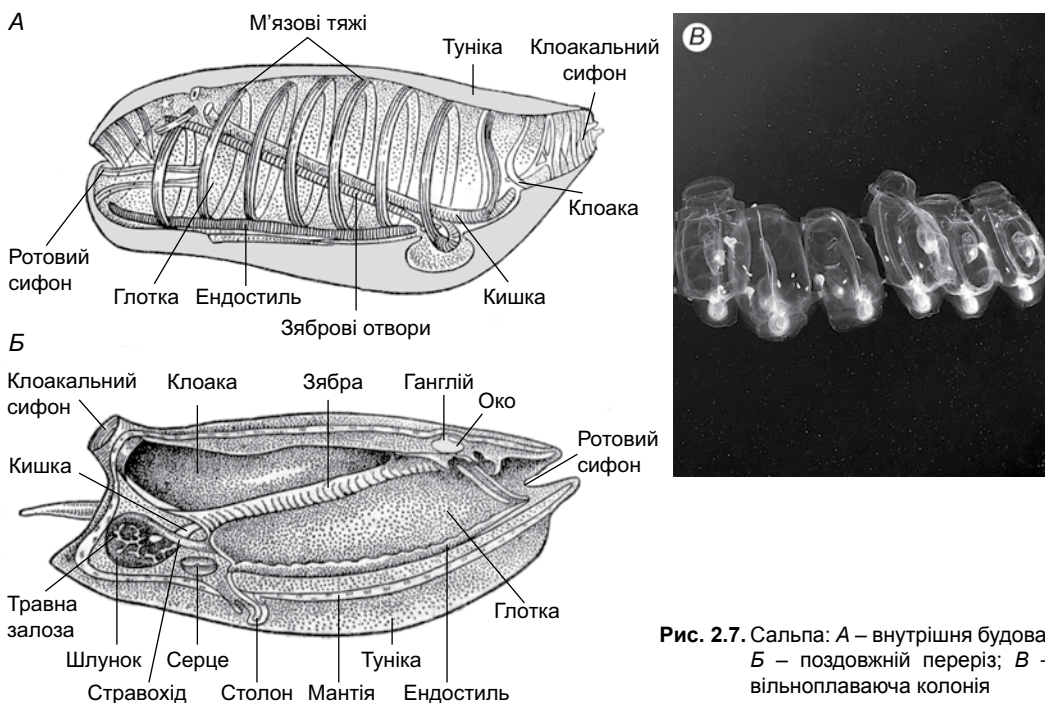 А
М’язові тяжі
Туніка
Клоакальний
сифон
Клоака
Ротовий
сифон
Глотка
Ендостиль
Зяброві отвори
Кишка
Б
Клоакальний
сифон
Клоака
Зябра
Ганглій
Око
Ротовий
сифон
Кишка
Травна
залоза
Шлунок
Стравохід
Серце
Столон
Мантія
Туніка
Ендостиль
Глотка
В
Рис. 2.7. Сальпа: А – внутрішня будова
Б – поздовжній переріз; В –
вільноплаваюча колонія